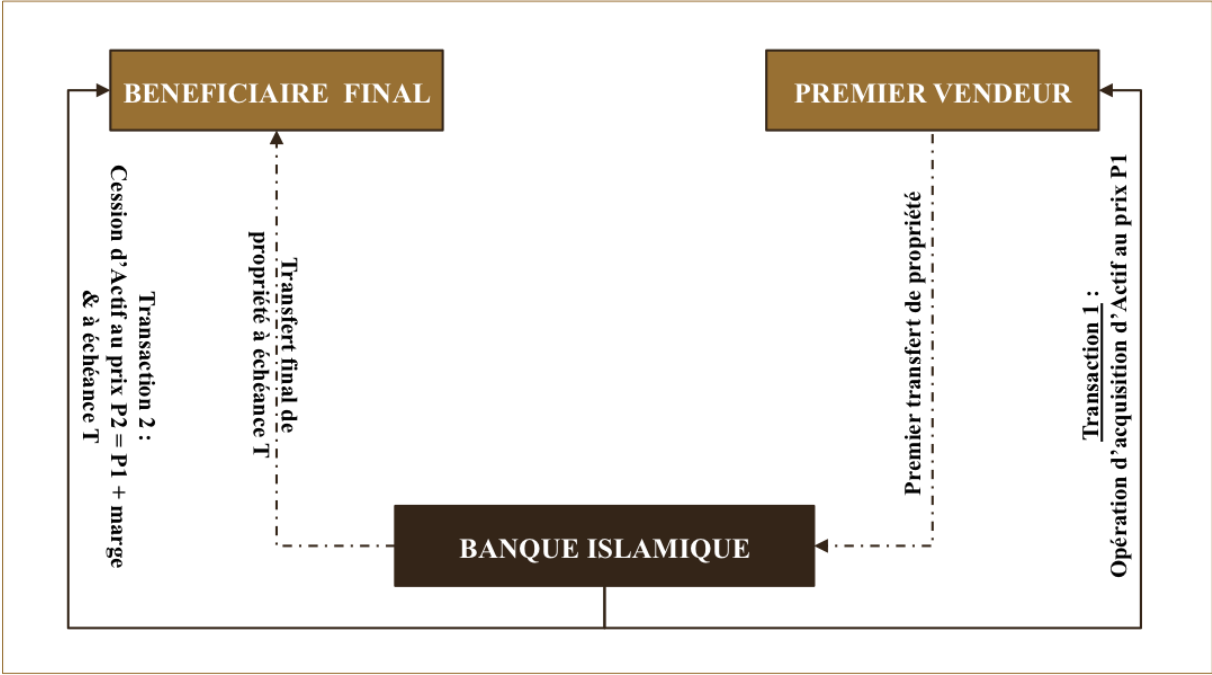 BENEFICIAIRE FINAL
PREMIER VENDEUR
Transaction 2 :
Cession d'Actif au prix P2 = P1 + marge
& à échéance T
Transfert final de
propriété à échéance T
Premier transfert de propriété
Transaction 1 :
Opération d'acquisition d'Actif au prix P1
BANQUE ISLAMIQUE